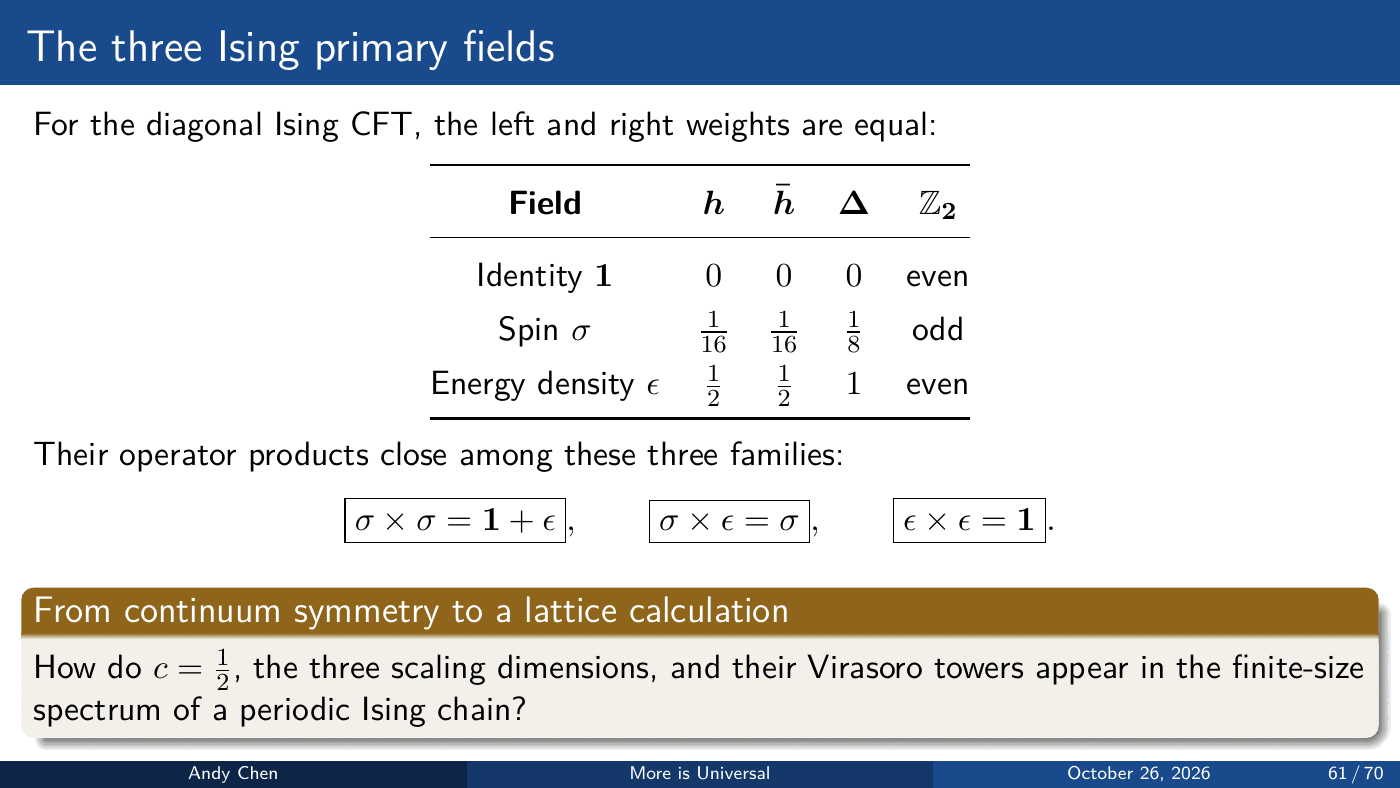 The three Ising primary fields
For the diagonal Ising CFT, the left and right weights are equal:
Field h h̄ Δ ℤ₂
Identity 𝟏 0 0 0 even
Spin σ 1/16 1/16 1/8 odd
Energy density ϵ 1/2 1/2 1 even
Their operator products close among these three families:
σ × σ = 𝟏 + ϵ, σ × ϵ = σ, ϵ × ϵ = 𝟏.
From continuum symmetry to a lattice calculation
How do c = 1/2, the three scaling dimensions, and their Virasoro towers appear in the finite-size
spectrum of a periodic Ising chain?
Andy Chen More is Universal October 26, 2026 61 / 70